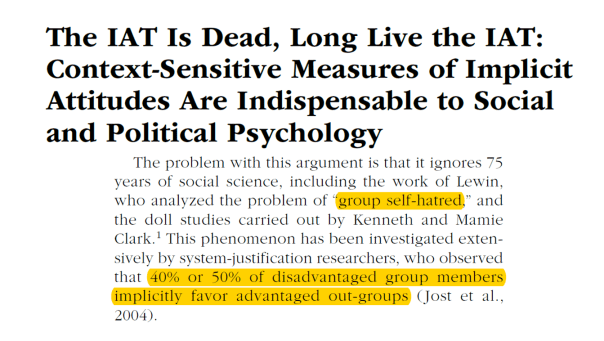 The IAT Is Dead, Long Live the IAT:
Context-Sensitive Measures of Implicit
Attitudes Are Indispensable to Social
and Political Psychology
The problem with this argument is that it ignores 75
years of social science, including the work of Lewin,
who analyzed the problem of “group self-hatred,” and
the doll studies carried out by Kenneth and Mamie
Clark.¹ This phenomenon has been investigated exten-
sively by system-justification researchers, who observed
that 40% or 50% of disadvantaged group members
implicitly favor advantaged out-groups (Jost et al.,
2004).